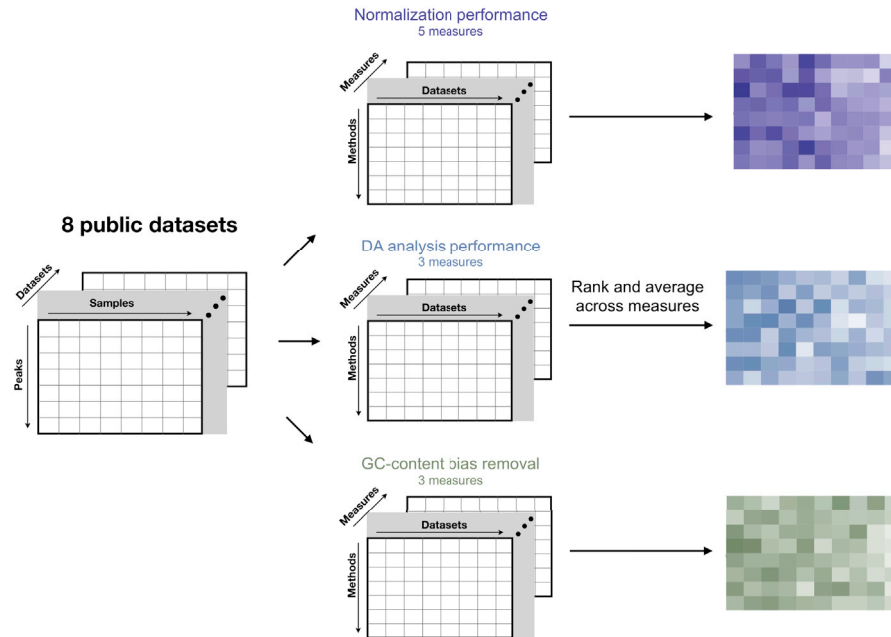 Normalization performance
5 measures
Measures
Datasets
Methods
8 public datasets
Datasets
Samples
Peaks
DA analysis performance
3 measures
Measures
Datasets
Methods
Rank and average
across measures
GC-content bias removal
3 measures
Measures
Datasets
Methods